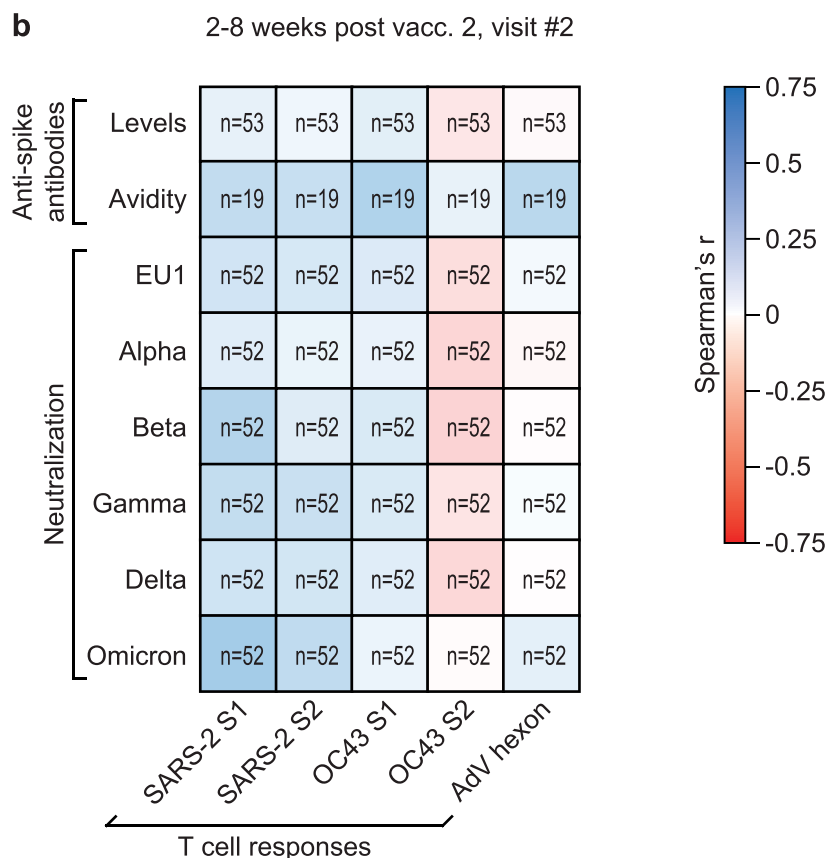 b
2-8 weeks post vacc. 2, visit #2
Anti-spike
antibodies
Levels n=53 n=53 n=53 n=53 n=53
Avidity n=19 n=19 n=19 n=19 n=19
Neutralization
EU1 n=52 n=52 n=52 n=52 n=52
Alpha n=52 n=52 n=52 n=52 n=52
Beta n=52 n=52 n=52 n=52 n=52
Gamma n=52 n=52 n=52 n=52 n=52
Delta n=52 n=52 n=52 n=52 n=52
Omicron n=52 n=52 n=52 n=52 n=52
SARS-2 S1
SARS-2 S2
OC43 S1
OC43 S2
AdV hexon
T cell responses
Spearman's r
0.75
0.5
0.25
0
-0.25
-0.5
-0.75